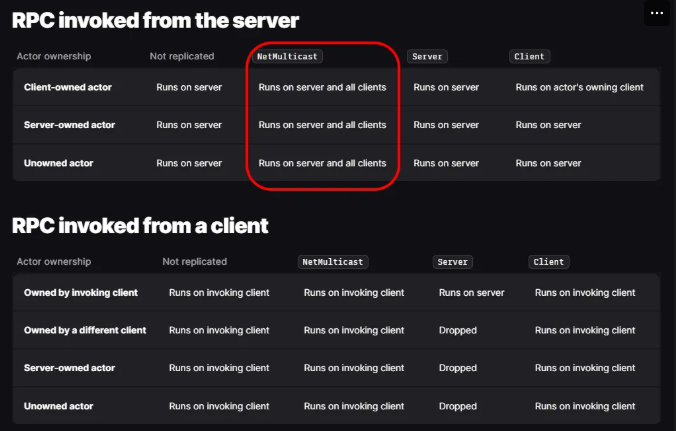 RPC invoked from the server
Actor ownership Not replicated NetMulticast Server Client
Client-owned actor Runs on server Runs on server and all clients Runs on server Runs on actor's owning client
Server-owned actor Runs on server Runs on server and all clients Runs on server Runs on server
Unowned actor Runs on server Runs on server and all clients Runs on server Runs on server
RPC invoked from a client
Actor ownership Not replicated NetMulticast Server Client
Owned by invoking client Runs on invoking client Runs on invoking client Runs on server Runs on invoking client
Owned by a different client Runs on invoking client Runs on invoking client Dropped Runs on invoking client
Server-owned actor Runs on invoking client Runs on invoking client Dropped Runs on invoking client
Unowned actor Runs on invoking client Runs on invoking client Dropped Runs on invoking client